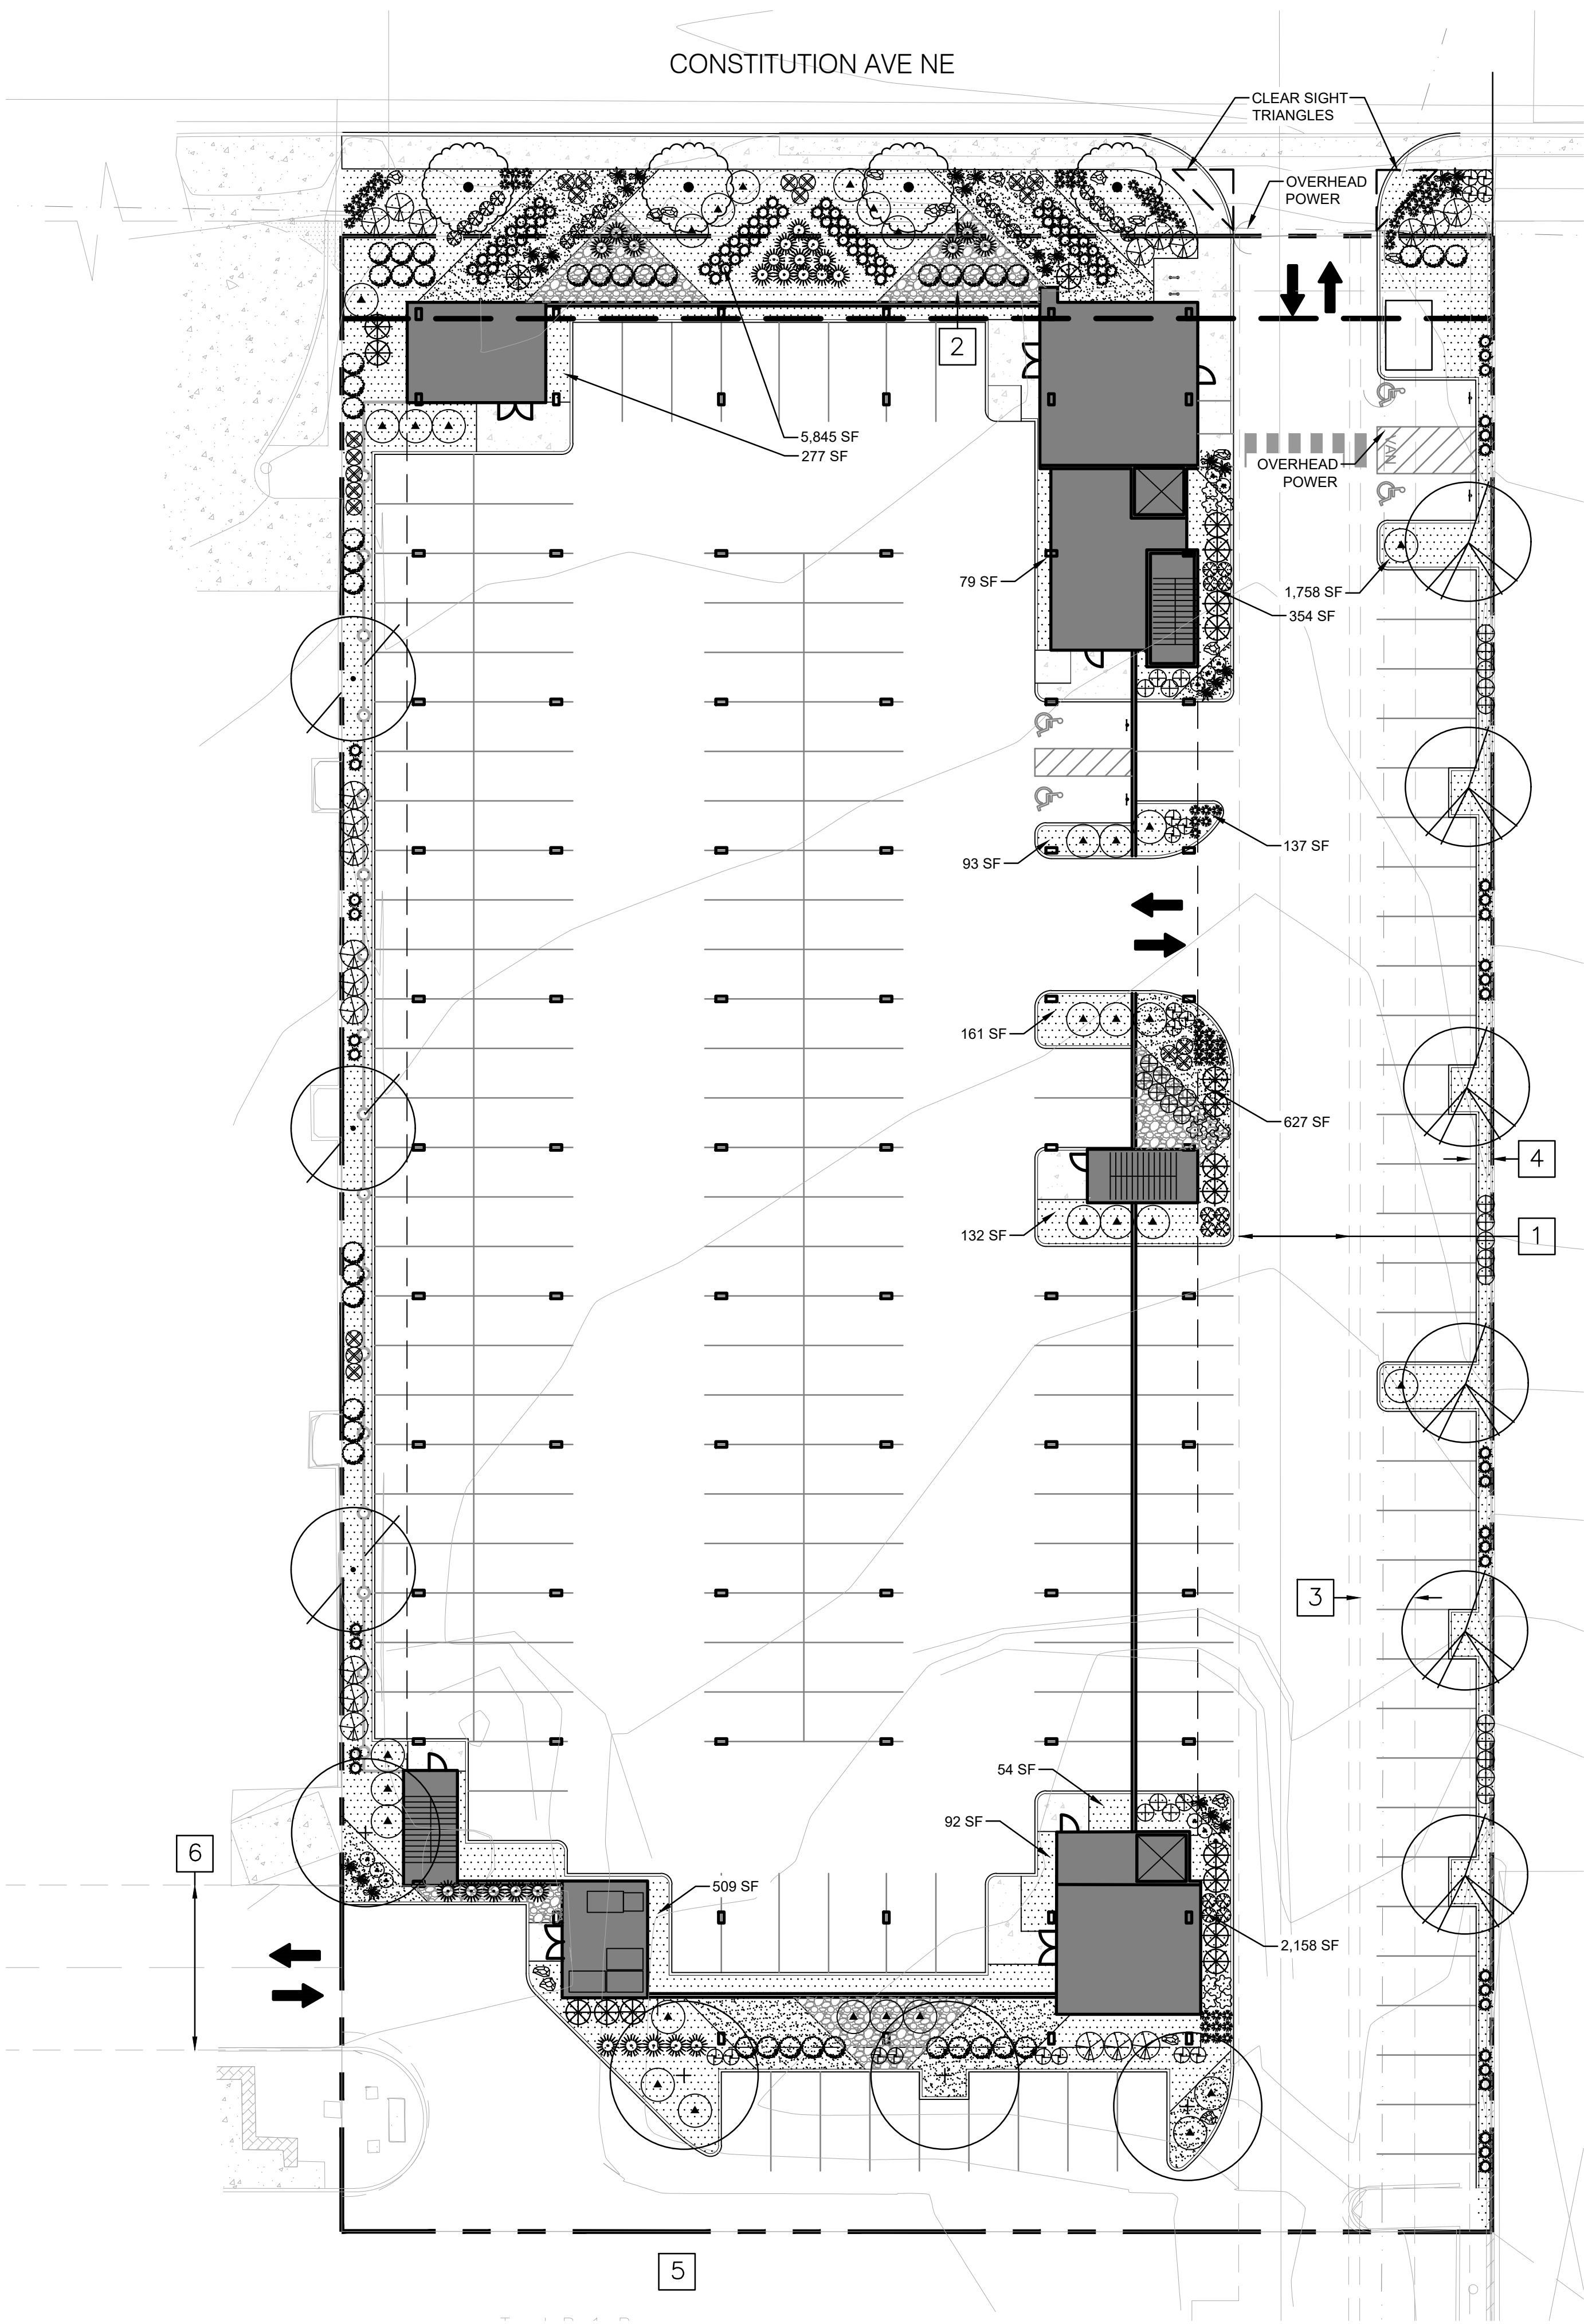 CONSTITUTION AVE NE
CLEAR SIGHT
TRIANGLES
OVERHEAD
POWER
2
5,845 SF
277 SF
OVERHEAD
POWER
VAN
79 SF
1,758 SF
354 SF
93 SF
137 SF
161 SF
627 SF
4
132 SF
1
3
54 SF
92 SF
6
509 SF
2,158 SF
5